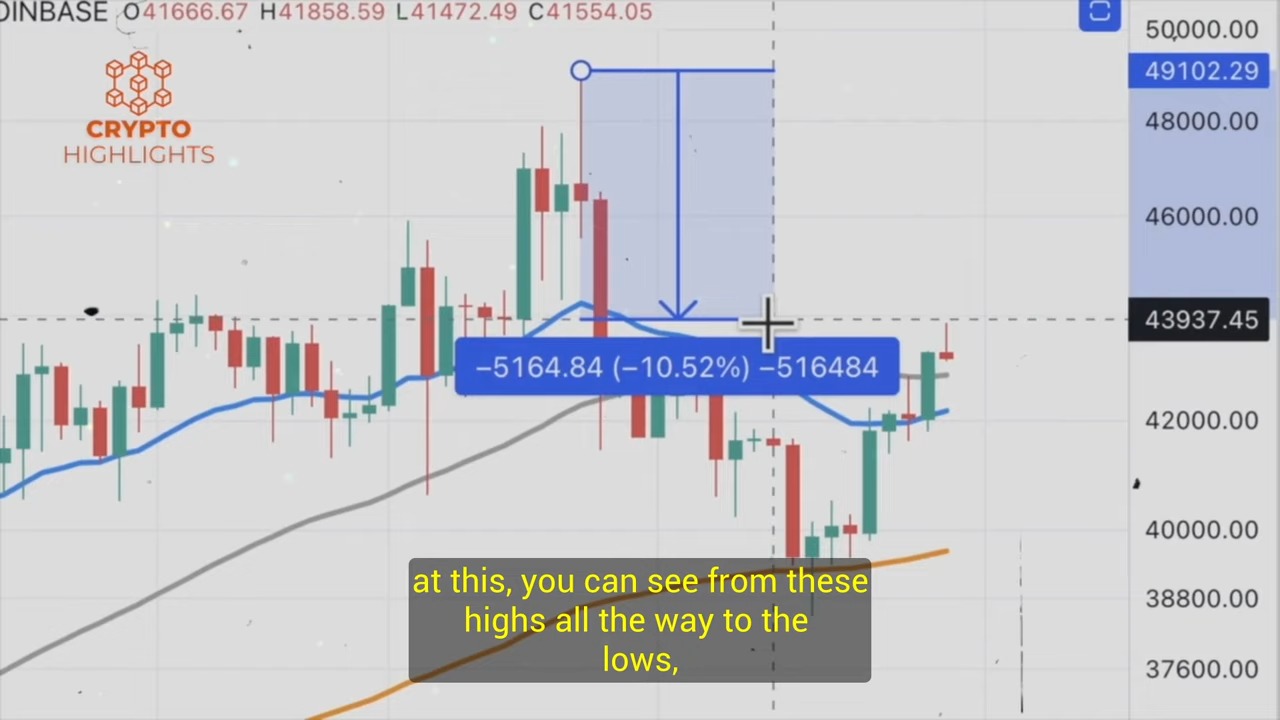 OINBASE O41666.67 H41858.59 L41472.49 C41554.05
50000.00
49102.29
CRYPTO
HIGHLIGHTS
48000.00
46000.00
43937.45
−5164.84 (−10.52%) −516484
42000.00
40000.00
at this, you can see from these
highs all the way to the
lows,
38800.00
37600.00